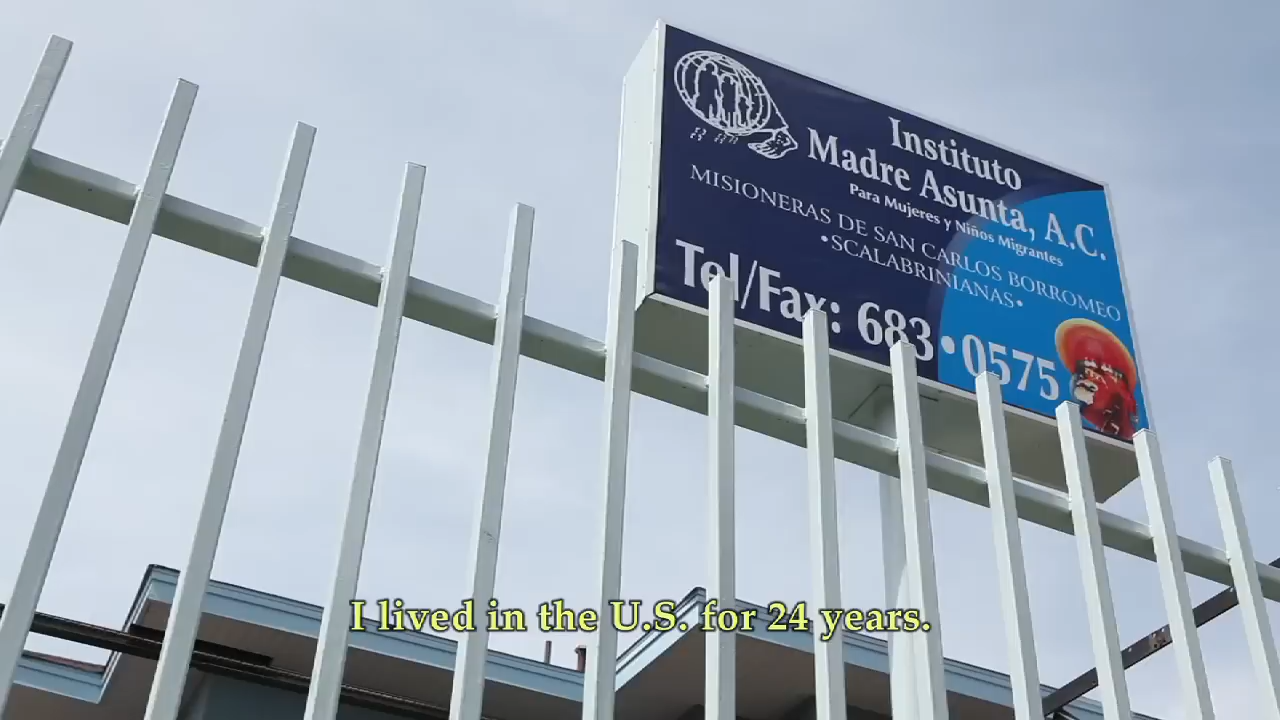 Instituto
Madre Asunta, A.C.
Para Mujeres y Niños Migrantes
MISIONERAS DE SAN CARLOS BORROMEO
•SCALABRINIANAS•
Tel/Fax: 683•0575
I lived in the U.S. for 24 years.